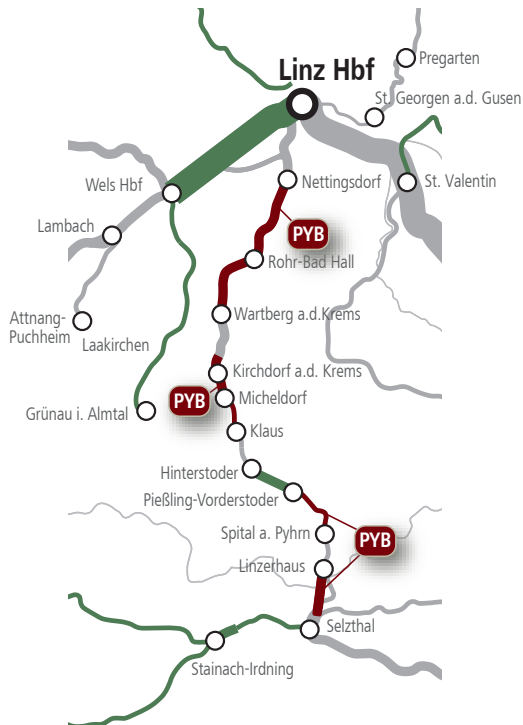 Pregarten
Linz Hbf
St. Georgen a.d. Gusen
Wels Hbf
Nettingsdorf
St. Valentin
Lambach
PYB
Rohr-Bad Hall
Attnang-
Puchheim
Wartberg a.d.Krems
Laakirchen
Kirchdorf a.d. Krems
PYB
Micheldorf
Grünau i. Almtal
Klaus
Hinterstoder
Pießling-Vorderstoder
Spital a. Pyhrn
PYB
Linzerhaus
Selzthal
Stainach-Irdning